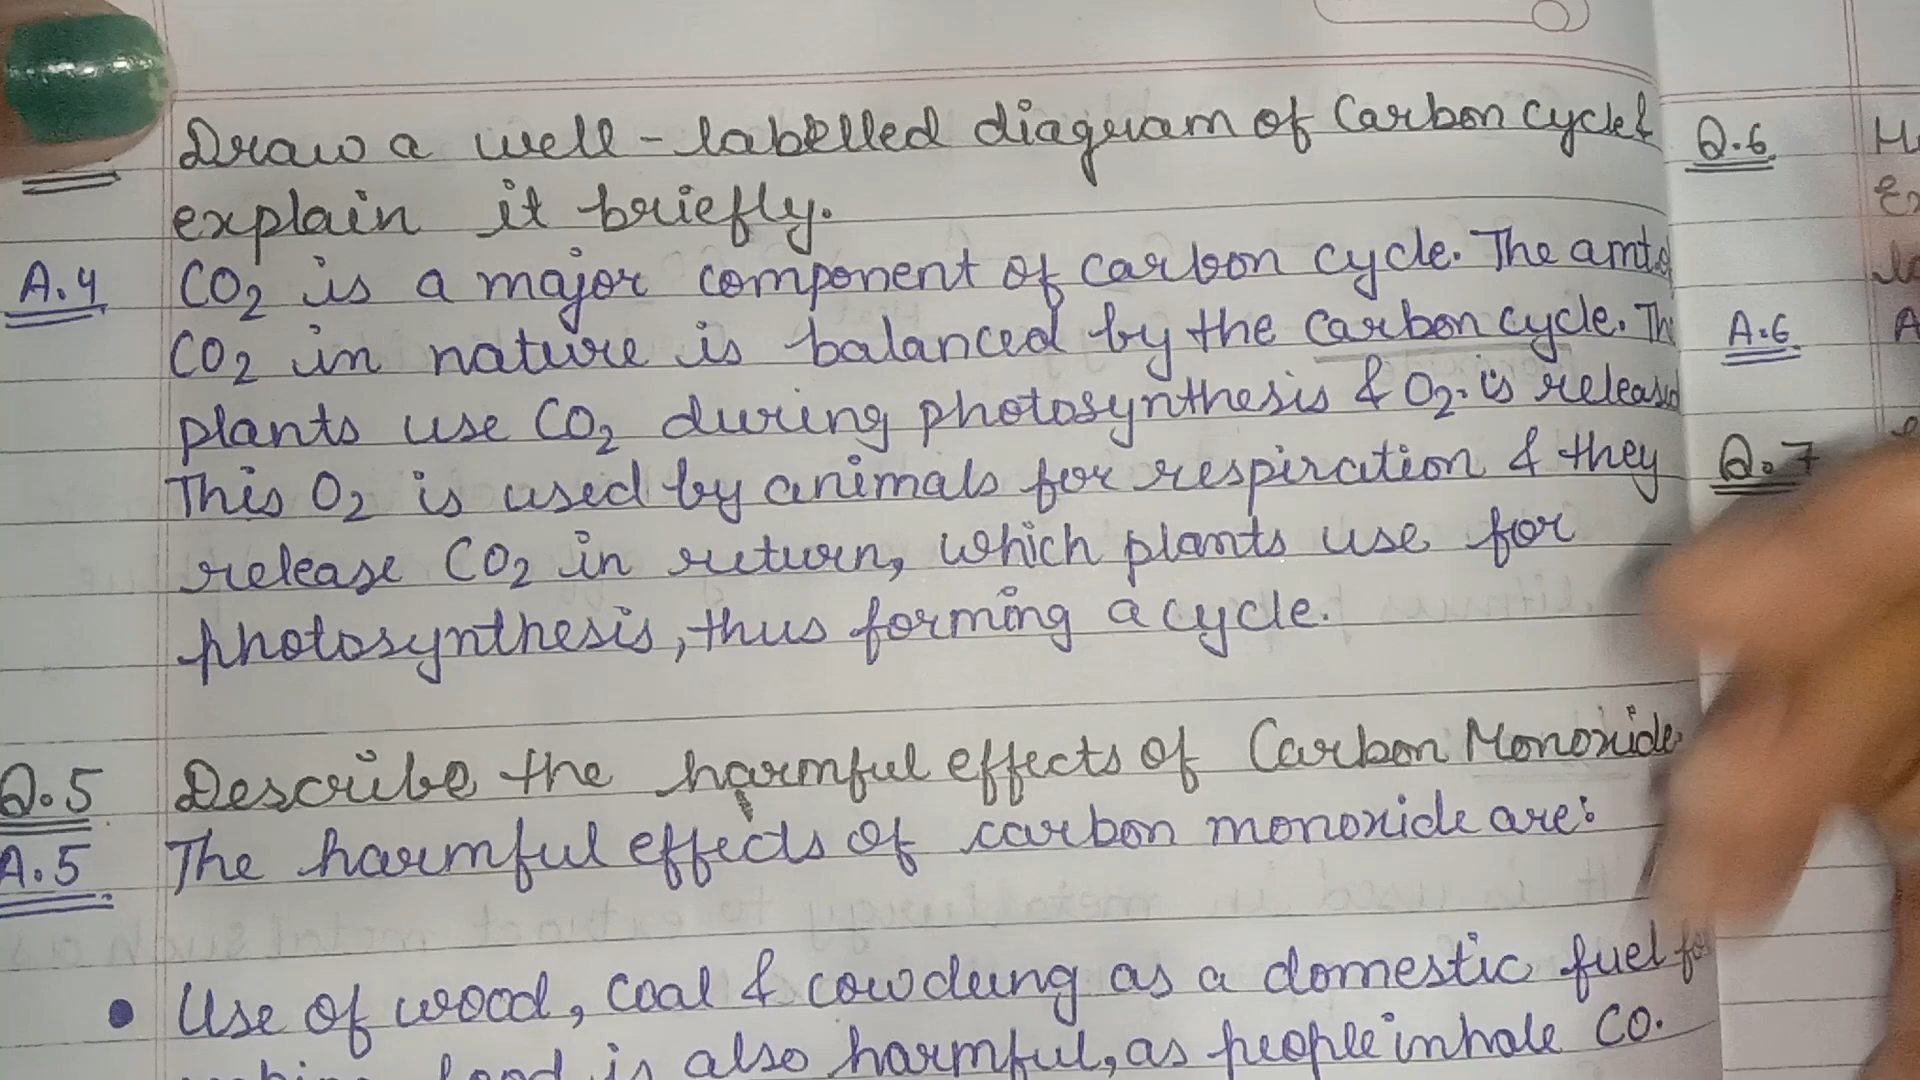 Draw a well-labelled diagram of Carbon cycle &
explain it briefly.
A.4 CO2 is a major component of carbon cycle. The amt of
CO2 in nature is balanced by the carbon cycle. Th
plants use CO2 during photosynthesis & O2 is released
This O2 is used by animals for respiration & they
release CO2 in return, which plants use for
photosynthesis, thus forming a cycle.
Q.5 Describe the harmful effects of Carbon Monoxide
A.5 The harmful effects of carbon monoxide are:
• Use of wood, coal & cowdung as a domestic fuel for
food is also harmful, as people inhale CO.
Q.6
A.6
Q.7